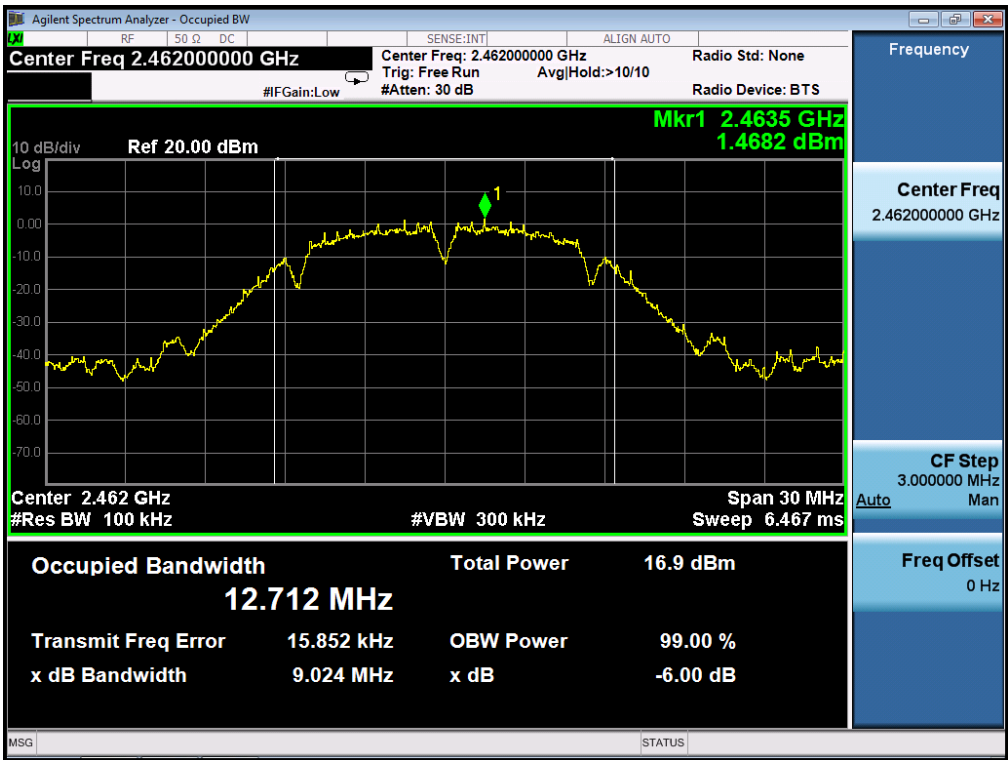 Agilent Spectrum Analyzer - Occupied BW
LXI RF 50 Ω DC SENSE:INT ALIGN AUTO
Center Freq 2.462000000 GHz
Center Freq: 2.462000000 GHz
Radio Std: None
Trig: Free Run Avg|Hold:>10/10
#IFGain:Low
#Atten: 30 dB
Radio Device: BTS
Mkr1 2.4635 GHz
1.4682 dBm
10 dB/div Ref 20.00 dBm
Log
10.0
1
0.00
-10.0
-20.0
-30.0
-40.0
-50.0
-60.0
-70.0
Center 2.462 GHz Span 30 MHz
#Res BW 100 kHz #VBW 300 kHz Sweep 6.467 ms
Occupied Bandwidth Total Power 16.9 dBm
12.712 MHz
Transmit Freq Error 15.852 kHz OBW Power 99.00 %
x dB Bandwidth 9.024 MHz x dB -6.00 dB
MSG STATUS
Frequency
Center Freq
2.462000000 GHz
CF Step
3.000000 MHz
Auto Man
Freq Offset
0 Hz